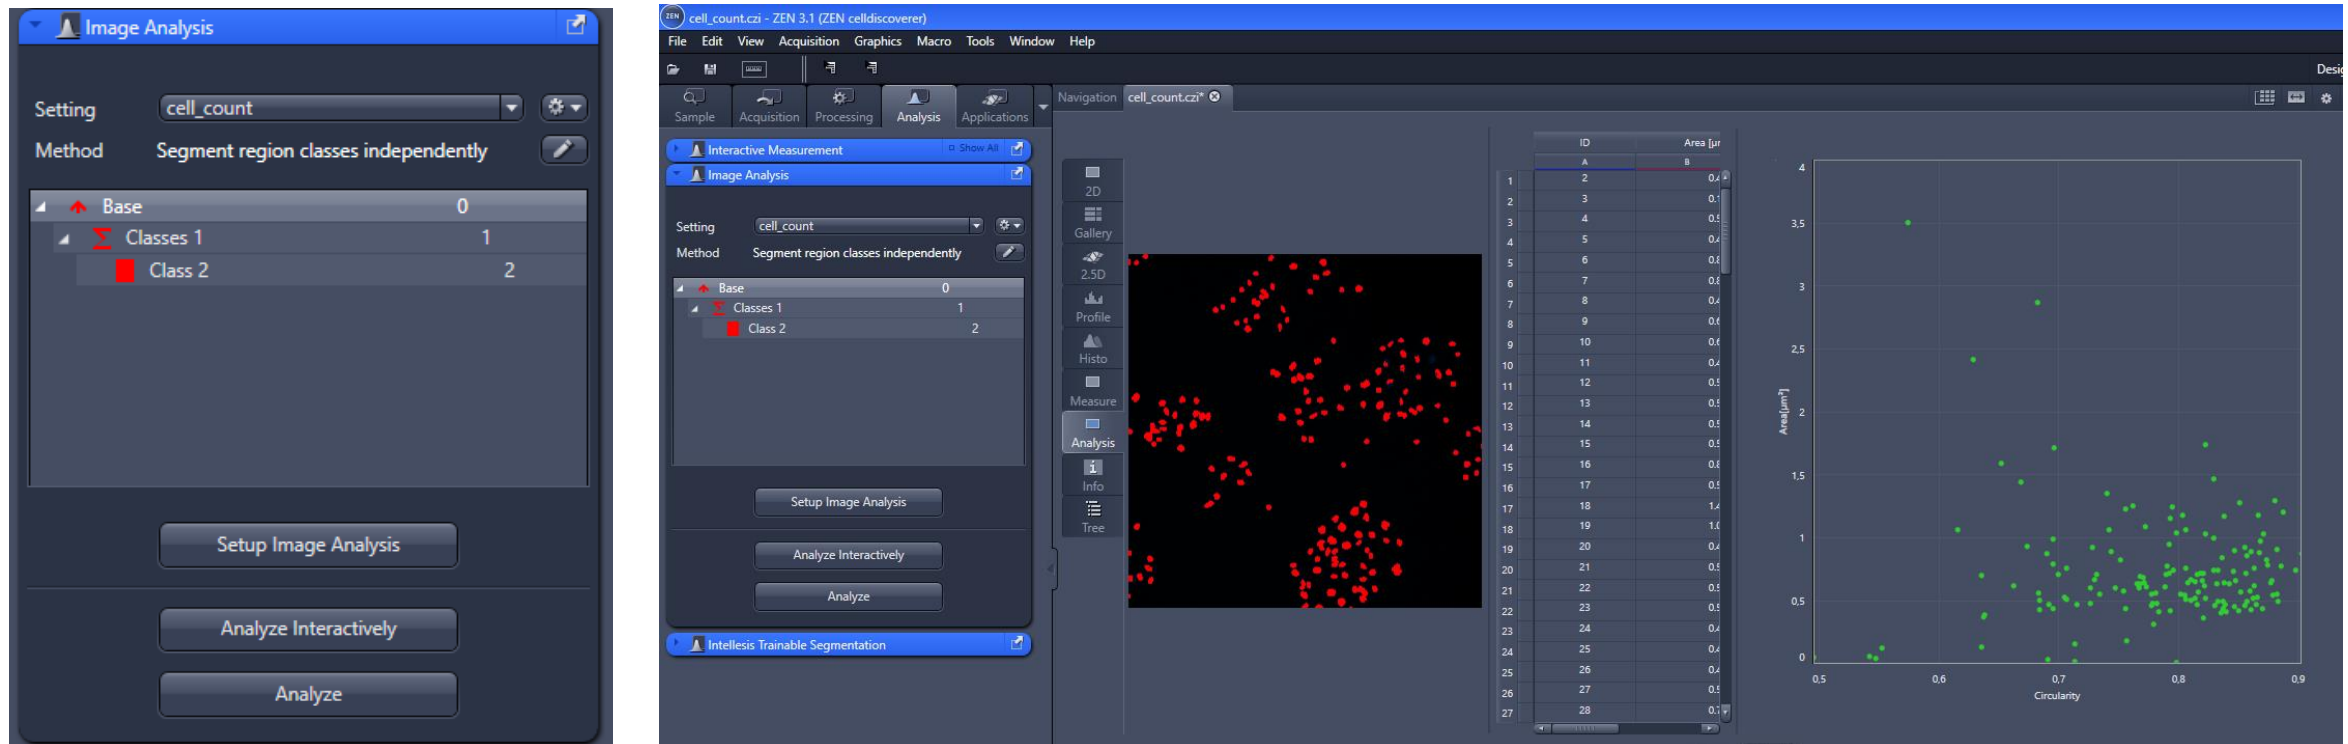 Image Analysis
Setting cell_count
Method Segment region classes independently
Base 0
Classes 1 1
Class 2 2
Setup Image Analysis
Analyze Interactively
Analyze
ZEN cell_count.czi - ZEN 3.1 (ZEN celldiscoverer)
File Edit View Acquisition Graphics Macro Tools Window Help
Sample Acquisition Processing Analysis Applications
Interactive Measurement Show All
Image Analysis
Setting cell_count
Method Segment region classes independently
Base 0
Classes 1 1
Class 2 2
Setup Image Analysis
Analyze Interactively
Analyze
Intellesis Trainable Segmentation
Navigation cell_count.czi*
2D
Gallery
2.5D
Profile
Histo
Measure
Analysis
Info
Tree
ID Area [µ
A B
1 2
2 3
3 4
4 5
5 6
6 7
7 8
8 9
9 10
10 11
11 12
12 13
13 14
14 15
15 16
16 17
17 18
18 19
19 20
20 21
21 22
22 23
23 24
24 25
25 26
26 27
27 28
4
3,5
3
2,5
2
1,5
1
0,5
0
Area[µm²]
0,5 0,6 0,7 0,8 0,9
Circularity